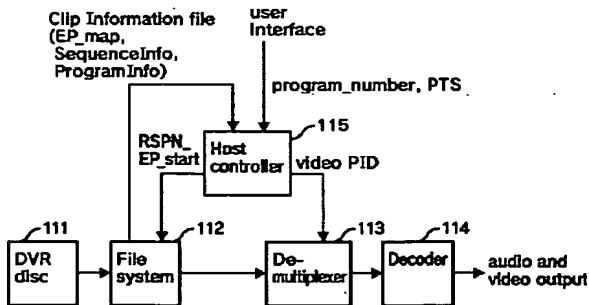 Clip Information file
(EP_map,
SequenceInfo,
ProgramInfo)
user
Interface
program_number, PTS
115
RSPN_
EP_start
Host
controller
video PID
111
DVR
disc
112
File
system
113
De-
multiplexer
114
Decoder
audio and
video output